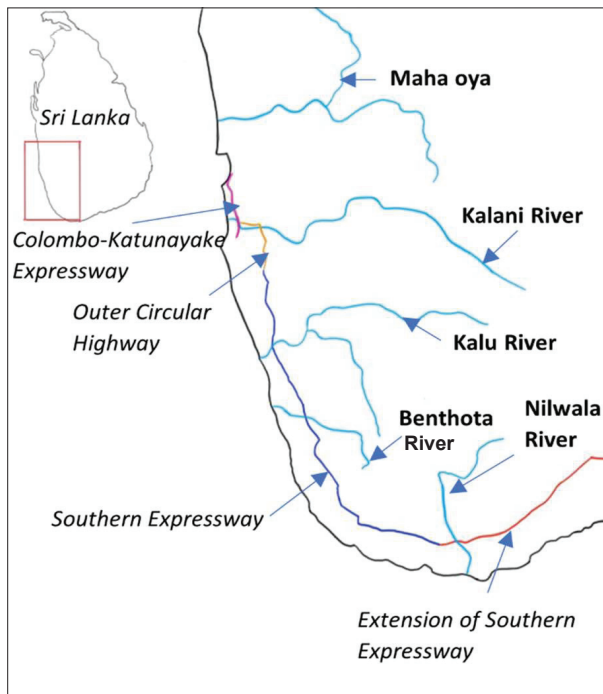 Maha oya
Sri Lanka
Kalani River
Colombo-Katunayake
Expressway
Outer Circular
Highway
Kalu River
Benthota
River
Nilwala
River
Southern Expressway
Extension of Southern
Expressway